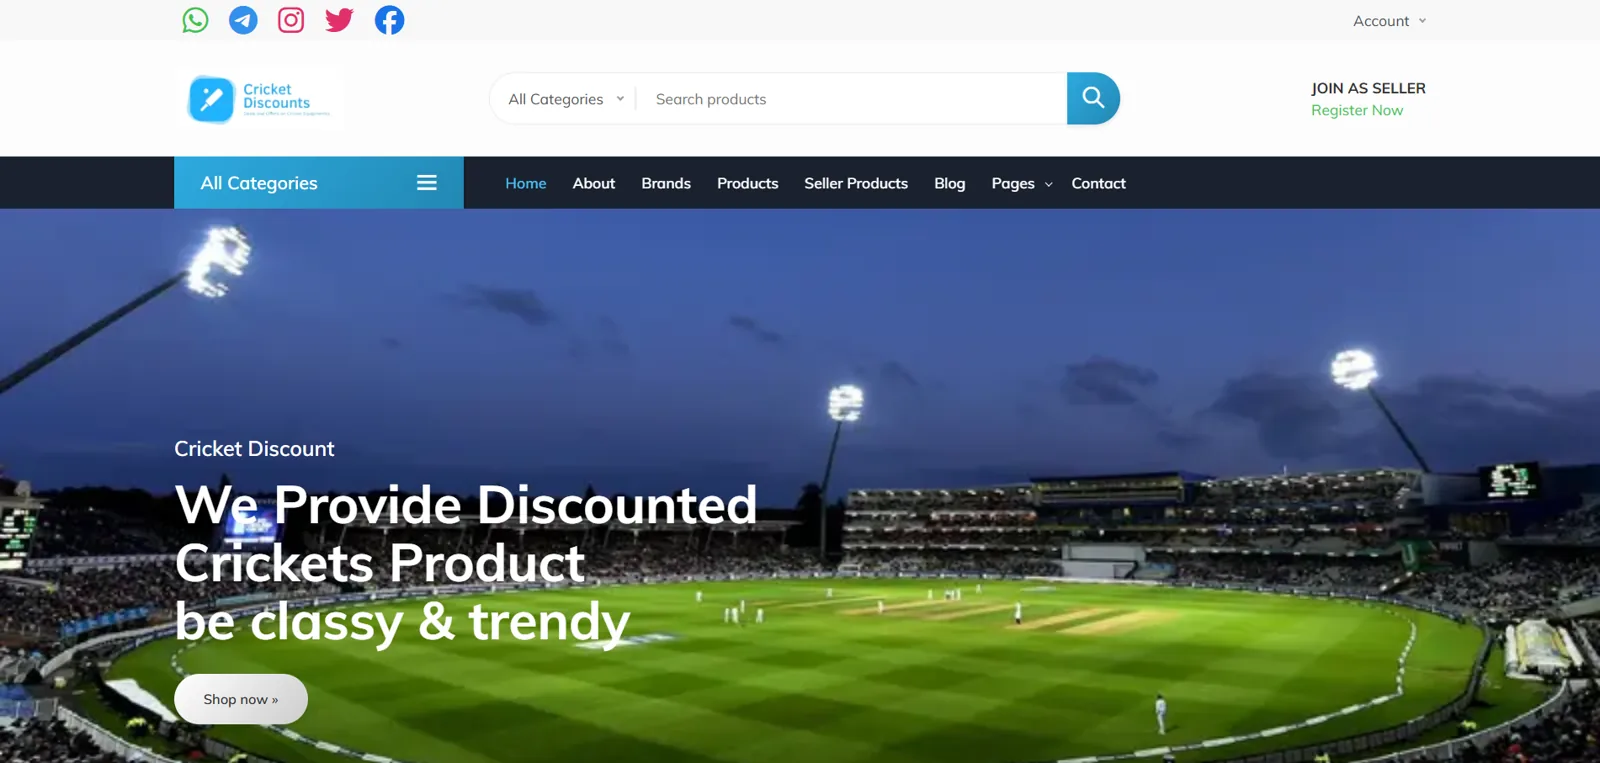 Account
Cricket
Discounts
All Categories
Search products
JOIN AS SELLER
Register Now
All Categories
Home About Brands Products Seller Products Blog Pages Contact
Cricket Discount
We Provide Discounted
Crickets Product
be classy & trendy
Shop now »